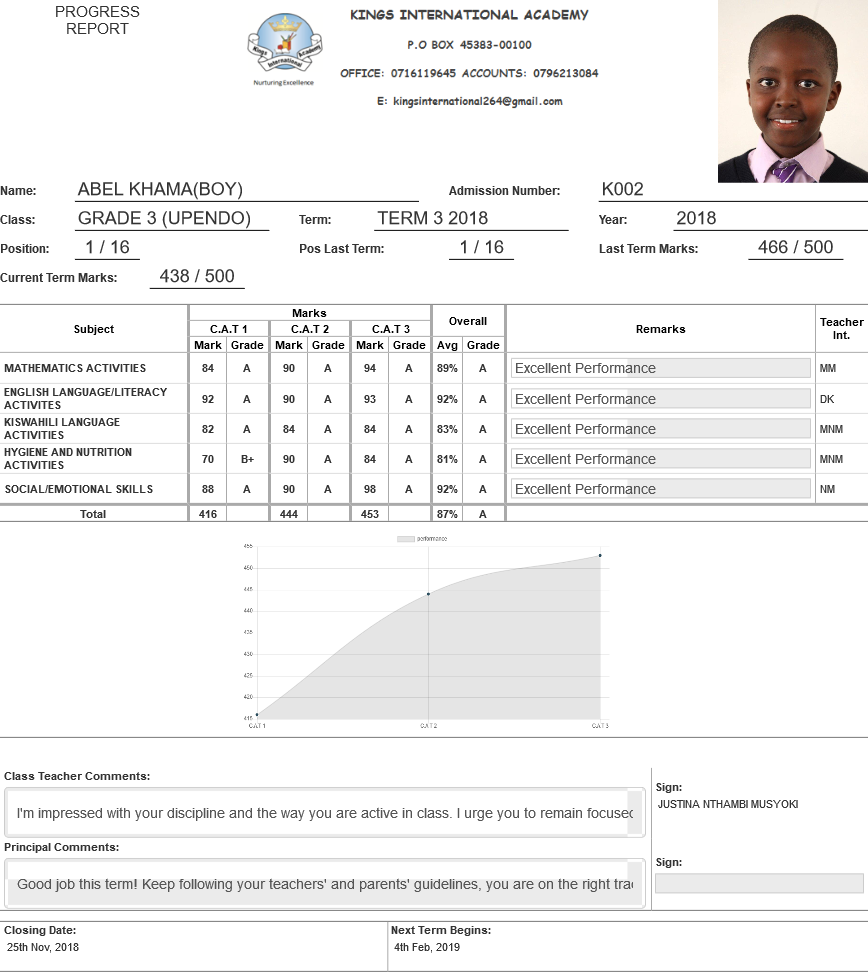 PROGRESS
REPORT
KINGS INTERNATIONAL ACADEMY
P.O BOX 45383-00100
OFFICE: 0716119645 ACCOUNTS: 0796213084
E: kingsinternational264@gmail.com
Kings Academy
International
Nurturing Excellence
Name: ABEL KHAMA(BOY) Admission Number: K002
Class: GRADE 3 (UPENDO) Term: TERM 3 2018 Year: 2018
Position: 1 / 16 Pos Last Term: 1 / 16 Last Term Marks: 466 / 500
Current Term Marks: 438 / 500
Subject Marks Overall Remarks Teacher Int.
C.A.T 1 C.A.T 2 C.A.T 3
Mark Grade Mark Grade Mark Grade Avg Grade
MATHEMATICS ACTIVITIES 84 A 90 A 94 A 89% A Excellent Performance MM
ENGLISH LANGUAGE/LITERACY ACTIVITES 92 A 90 A 93 A 92% A Excellent Performance DK
KISWAHILI LANGUAGE ACTIVITIES 82 A 84 A 84 A 83% A Excellent Performance MNM
HYGIENE AND NUTRITION ACTIVITIES 70 B+ 90 A 84 A 81% A Excellent Performance MNM
SOCIAL/EMOTIONAL SKILLS 88 A 90 A 98 A 92% A Excellent Performance NM
Total 416 444 453 87% A
performance
455
450
445
440
435
430
425
420
415
C.A.T 1 C.A.T 2 C.A.T 3
Class Teacher Comments:
I'm impressed with your discipline and the way you are active in class. I urge you to remain focused
Sign:
JUSTINA NTHAMBI MUSYOKI
Principal Comments:
Good job this term! Keep following your teachers' and parents' guidelines, you are on the right
Sign:
Closing Date: Next Term Begins:
25th Nov, 2018 4th Feb, 2019